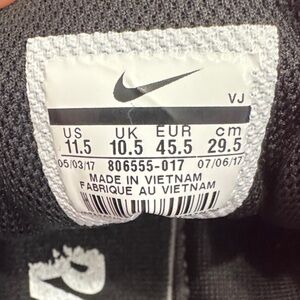 VJ
US UK EUR cm
11.5 10.5 45.5 29.5
05/03/17 806555-017 07/06/17
MADE IN VIETNAM
FABRIQUE AU VIETNAM